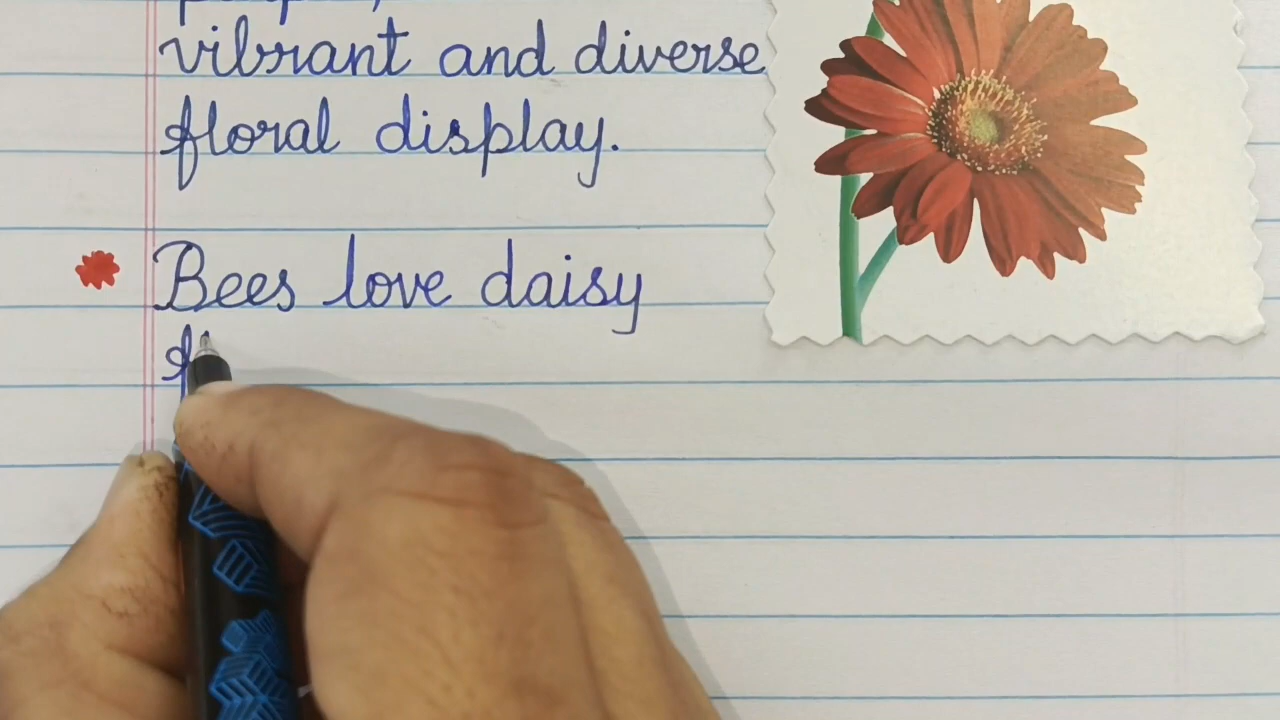 vibrant and diverse
floral display.
Bees love daisy
f